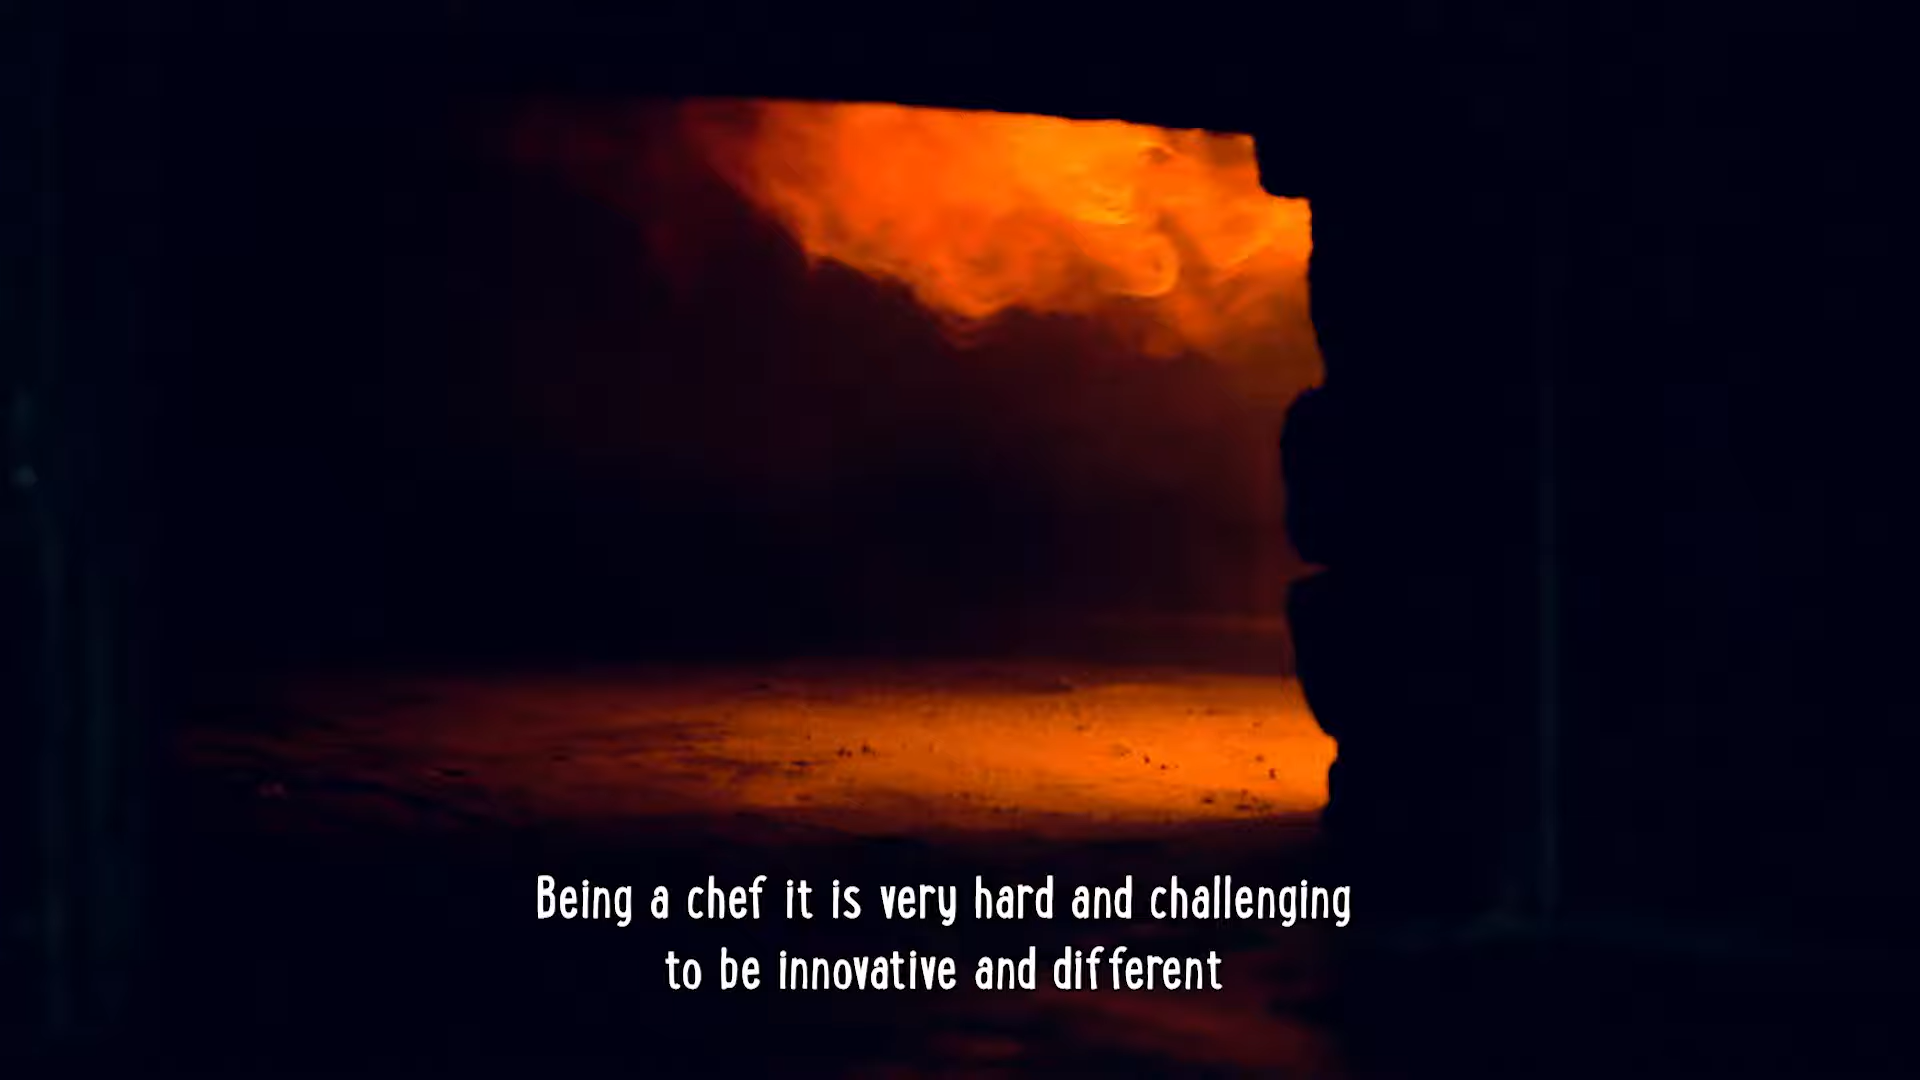 Being a chef it is very hard and challenging
to be innovative and different